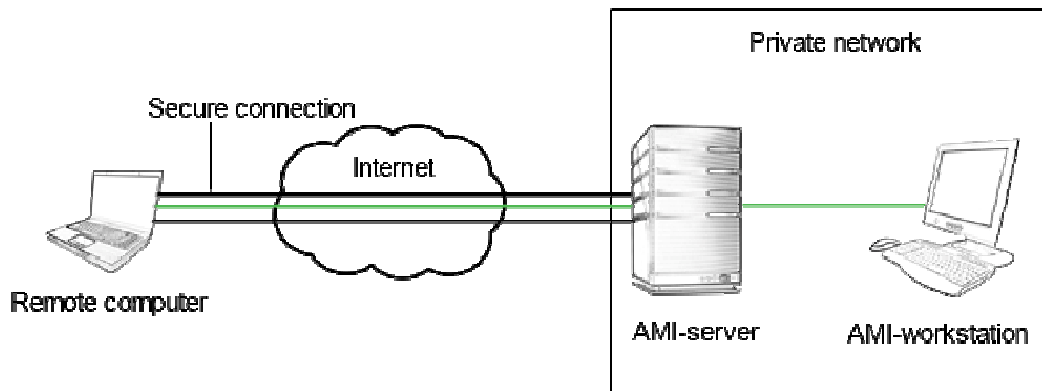 Private network
Secure connection
Internet
Remote computer
AMI-server
AMI-workstation